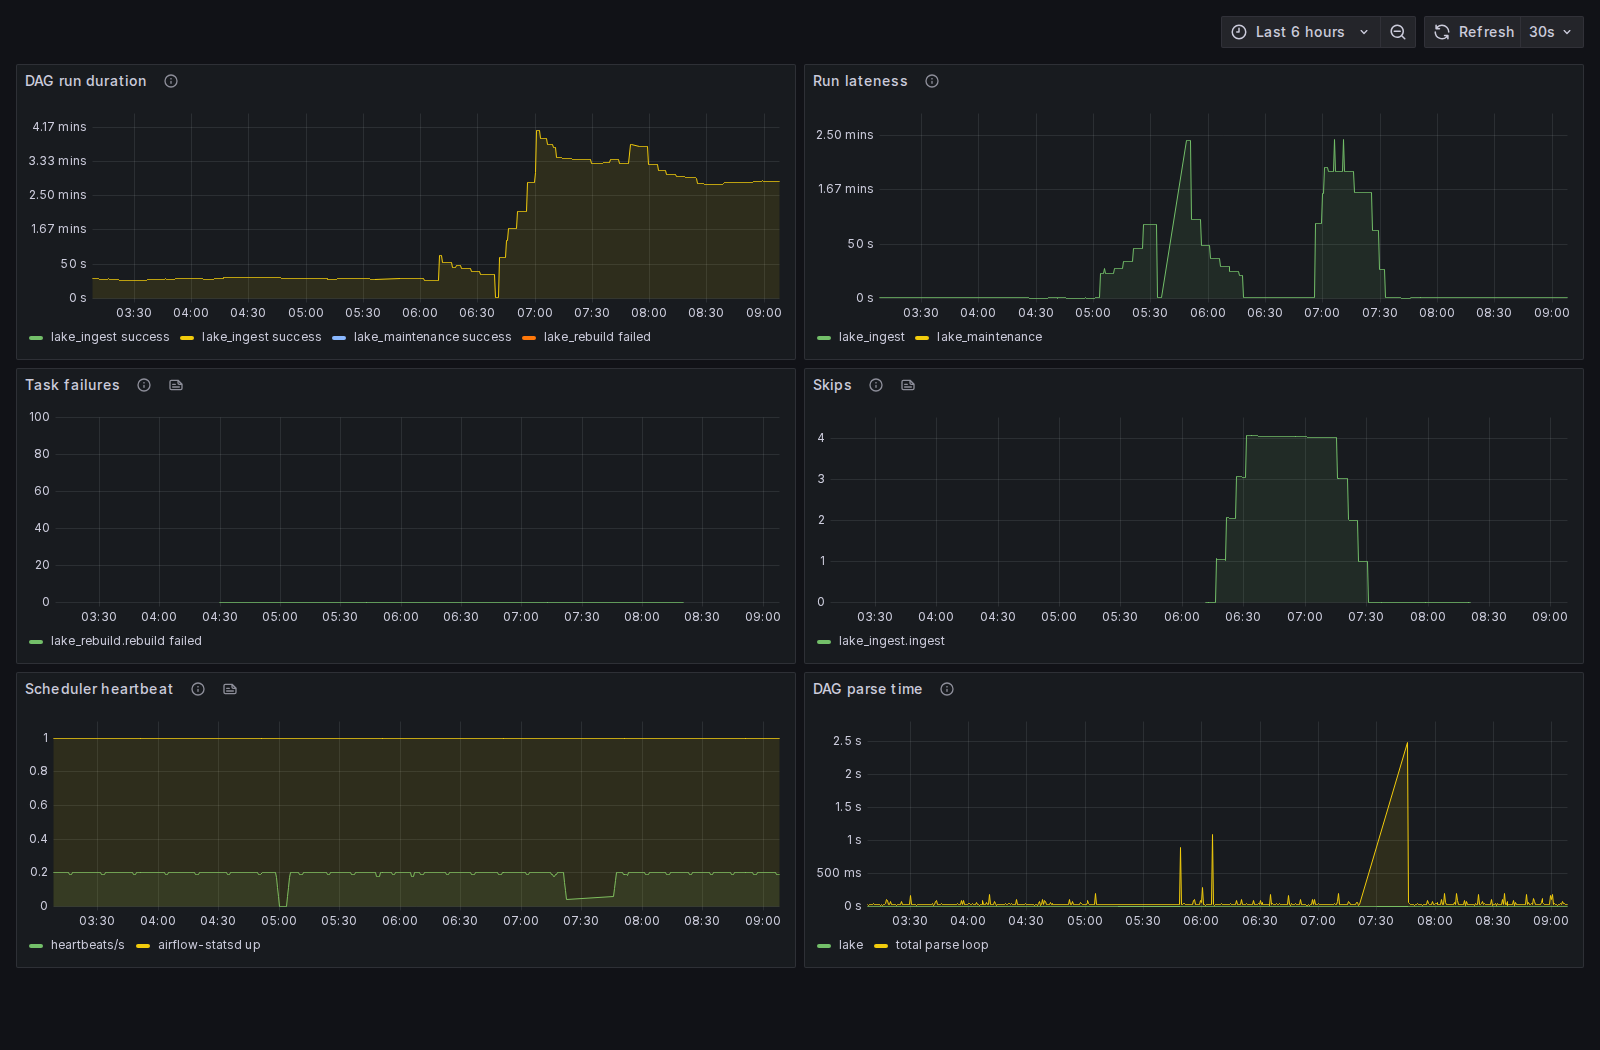 Last 6 hours Refresh 30s
DAG run duration
4.17 mins
3.33 mins
2.50 mins
1.67 mins
50 s
0 s
03:30 04:00 04:30 05:00 05:30 06:00 06:30 07:00 07:30 08:00 08:30 09:00
lake_ingest success lake_ingest success lake_maintenance success lake_rebuild failed
Run lateness
2.50 mins
1.67 mins
50 s
0 s
03:30 04:00 04:30 05:00 05:30 06:00 06:30 07:00 07:30 08:00 08:30 09:00
lake_ingest lake_maintenance
Task failures
100
80
60
40
20
0
03:30 04:00 04:30 05:00 05:30 06:00 06:30 07:00 07:30 08:00 08:30 09:00
lake_rebuild.rebuild failed
Skips
4
3
2
1
0
03:30 04:00 04:30 05:00 05:30 06:00 06:30 07:00 07:30 08:00 08:30 09:00
lake_ingest.ingest
Scheduler heartbeat
1
0.8
0.6
0.4
0.2
0
03:30 04:00 04:30 05:00 05:30 06:00 06:30 07:00 07:30 08:00 08:30 09:00
heartbeats/s airflow-statsd up
DAG parse time
2.5 s
2 s
1.5 s
1 s
500 ms
0 s
03:30 04:00 04:30 05:00 05:30 06:00 06:30 07:00 07:30 08:00 08:30 09:00
lake total parse loop